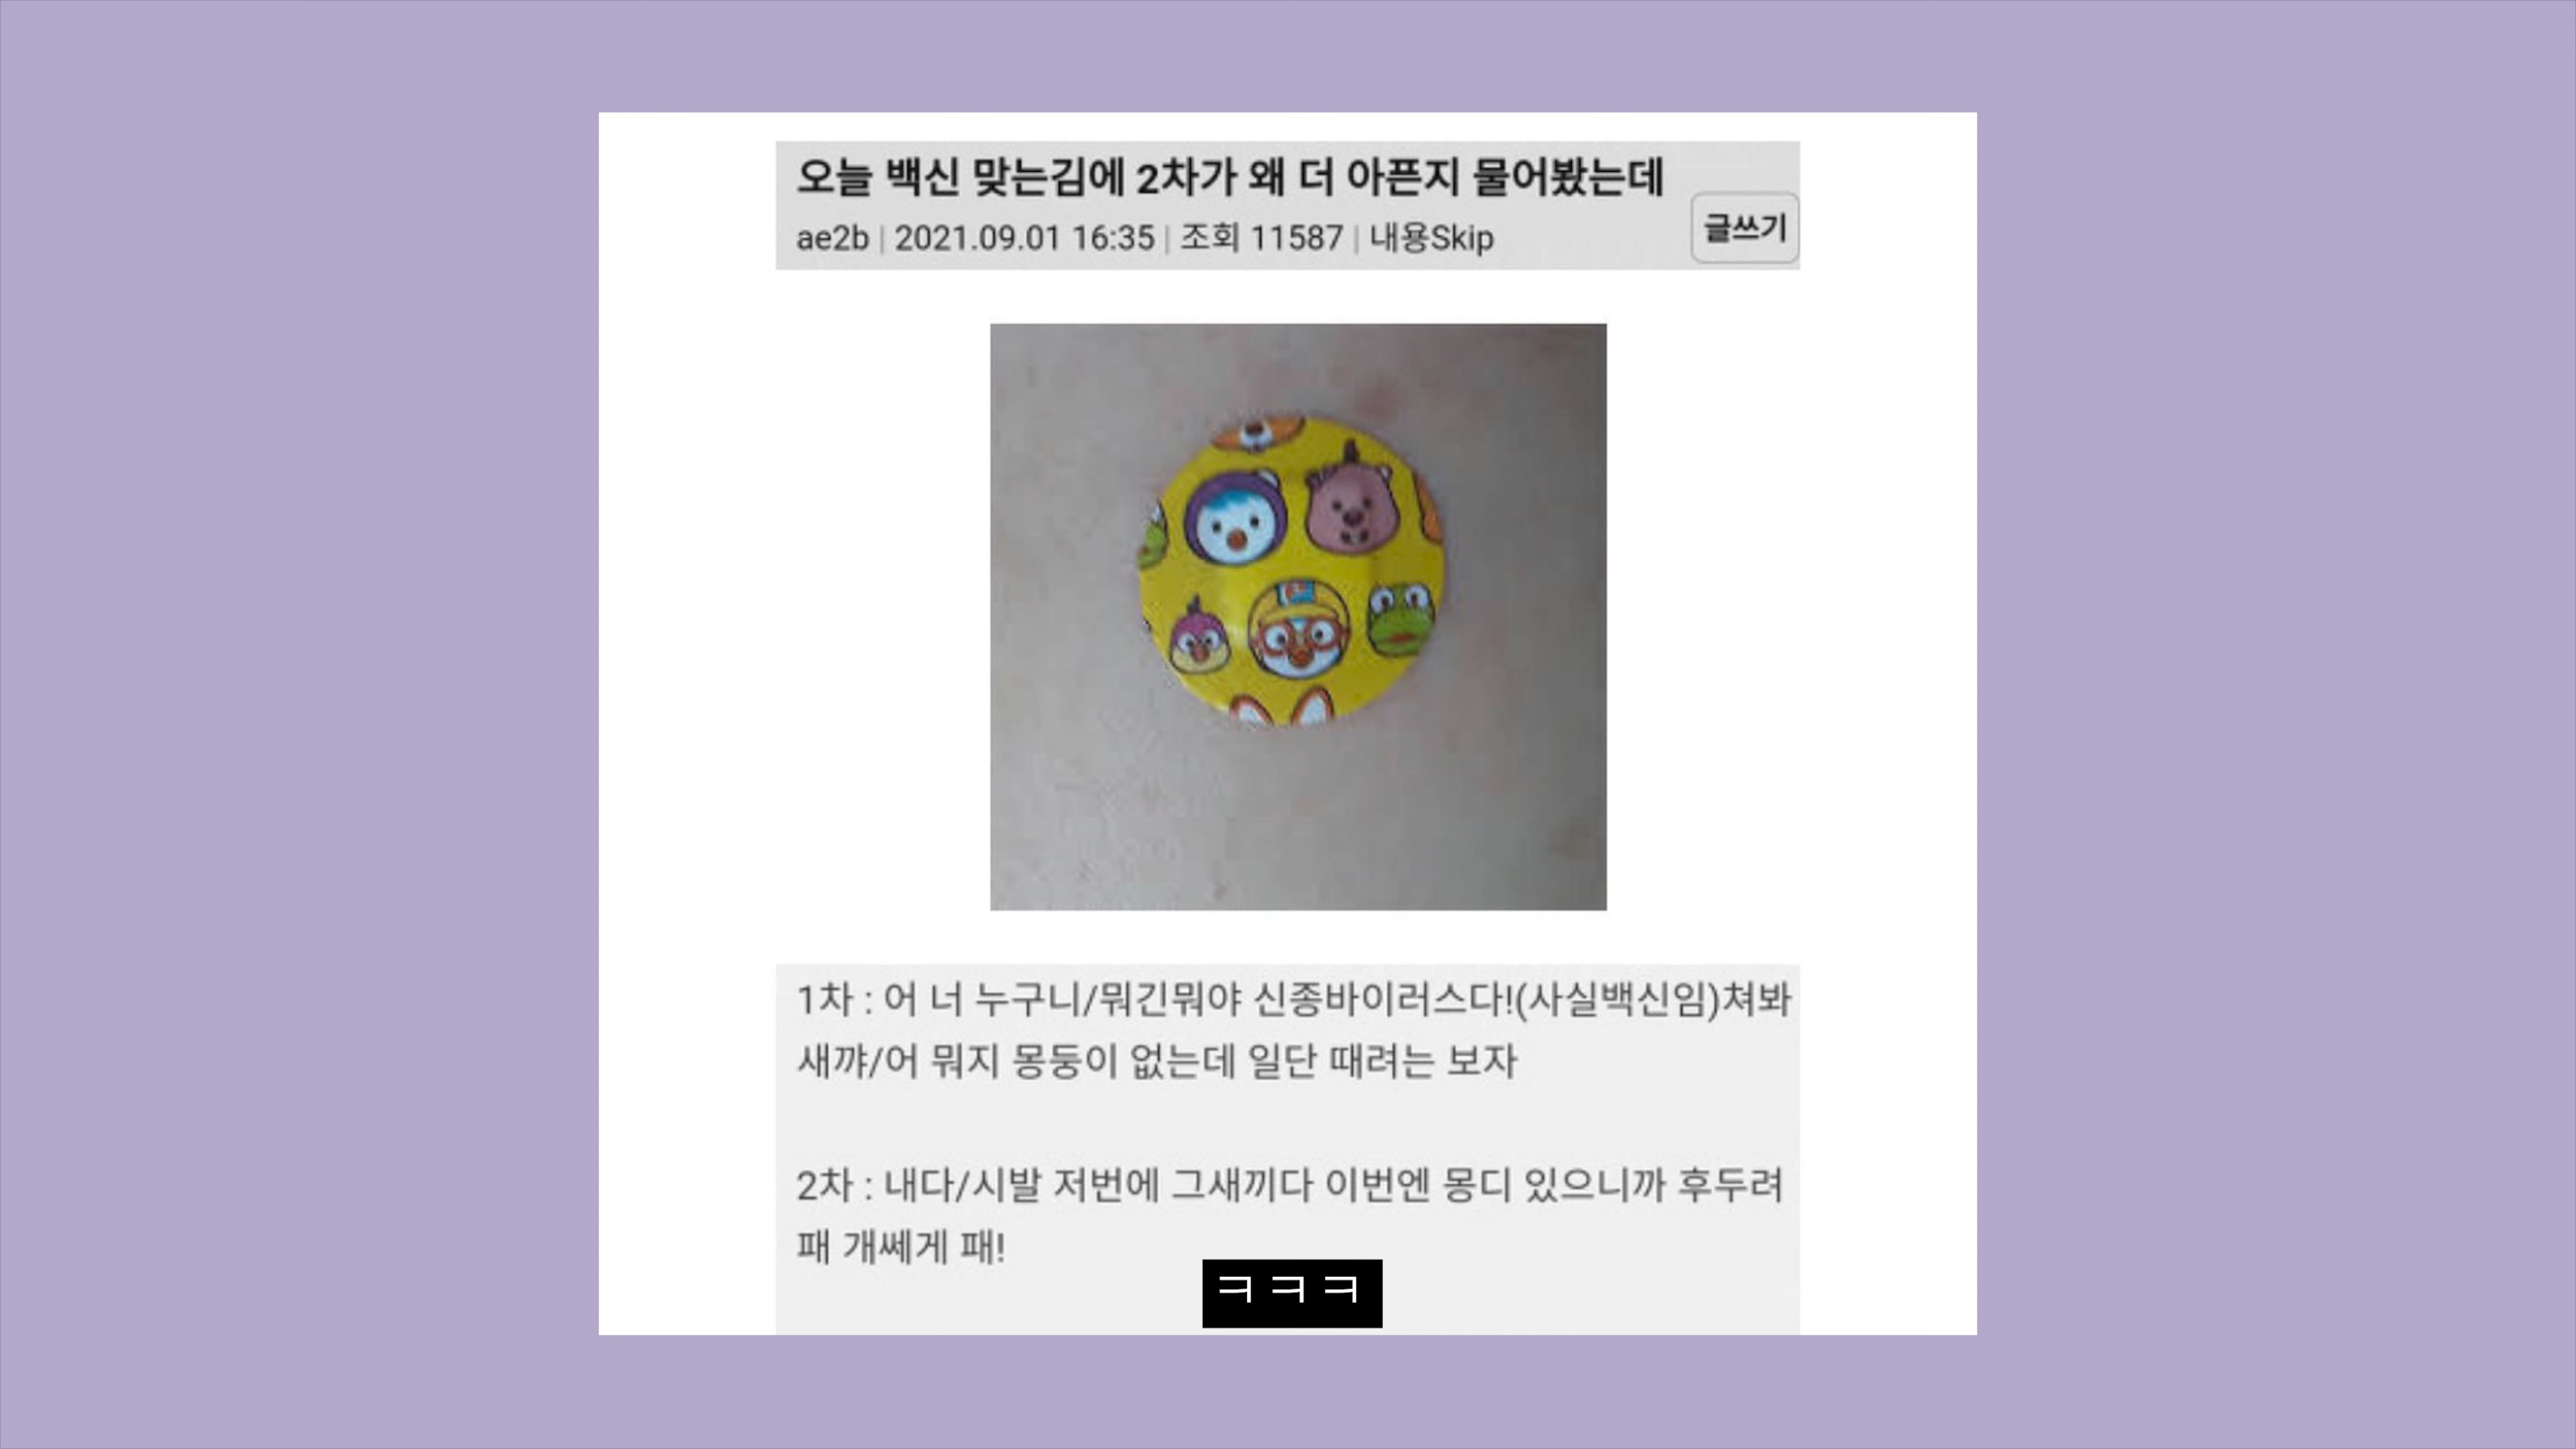 오늘 백신 맞는김에 2차가 왜 더 아픈지 물어봤는데
ae2b | 2021.09.01 16:35 | 조회 11587 | 내용Skip
글쓰기
1차 : 어 너 누구니/뭐긴뭐야 신종바이러스다!(사실백신임)쳐봐
새꺄/어 뭐지 몽둥이 없는데 일단 때려는 보자
2차 : 내다/시발 저번에 그새끼다 이번엔 몽디 있으니까 후두려
패 개쎄게 패!
ㅋㅋㅋ